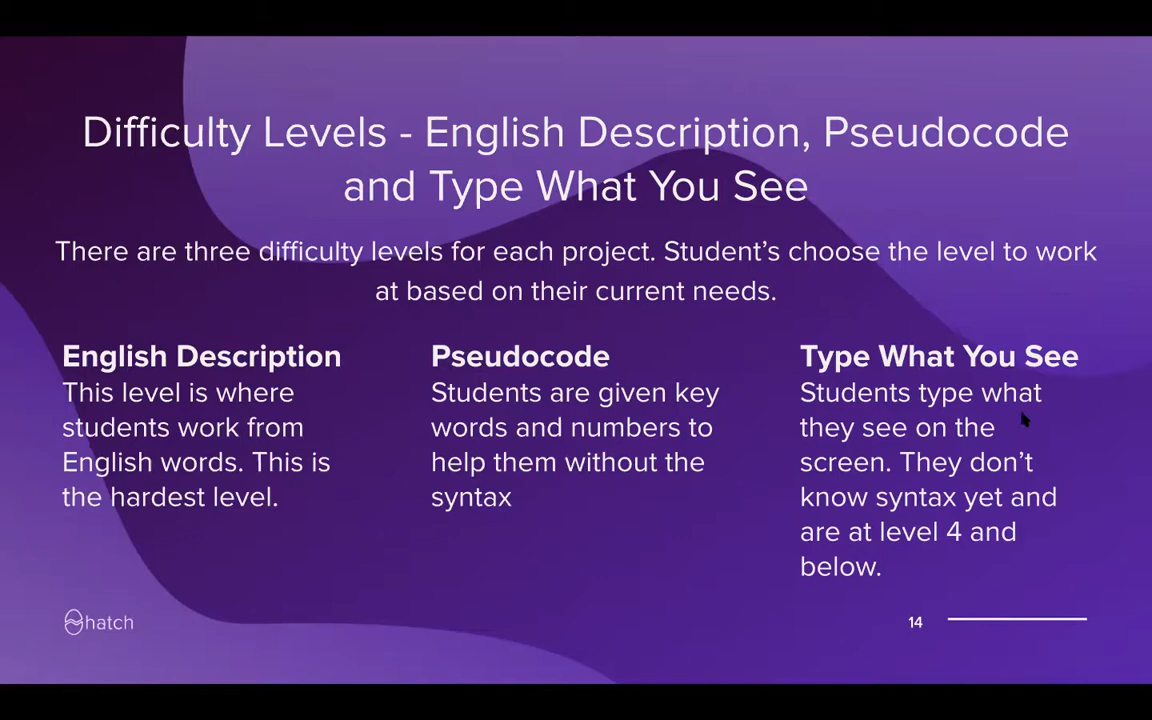 Difficulty Levels - English Description, Pseudocode
and Type What You See
There are three difficulty levels for each project. Student’s choose the level to work
at based on their current needs.
English Description
This level is where
students work from
English words. This is
the hardest level.
Pseudocode
Students are given key
words and numbers to
help them without the
syntax
Type What You See
Students type what
they see on the
screen. They don’t
know syntax yet and
are at level 4 and
below.
hatch
14